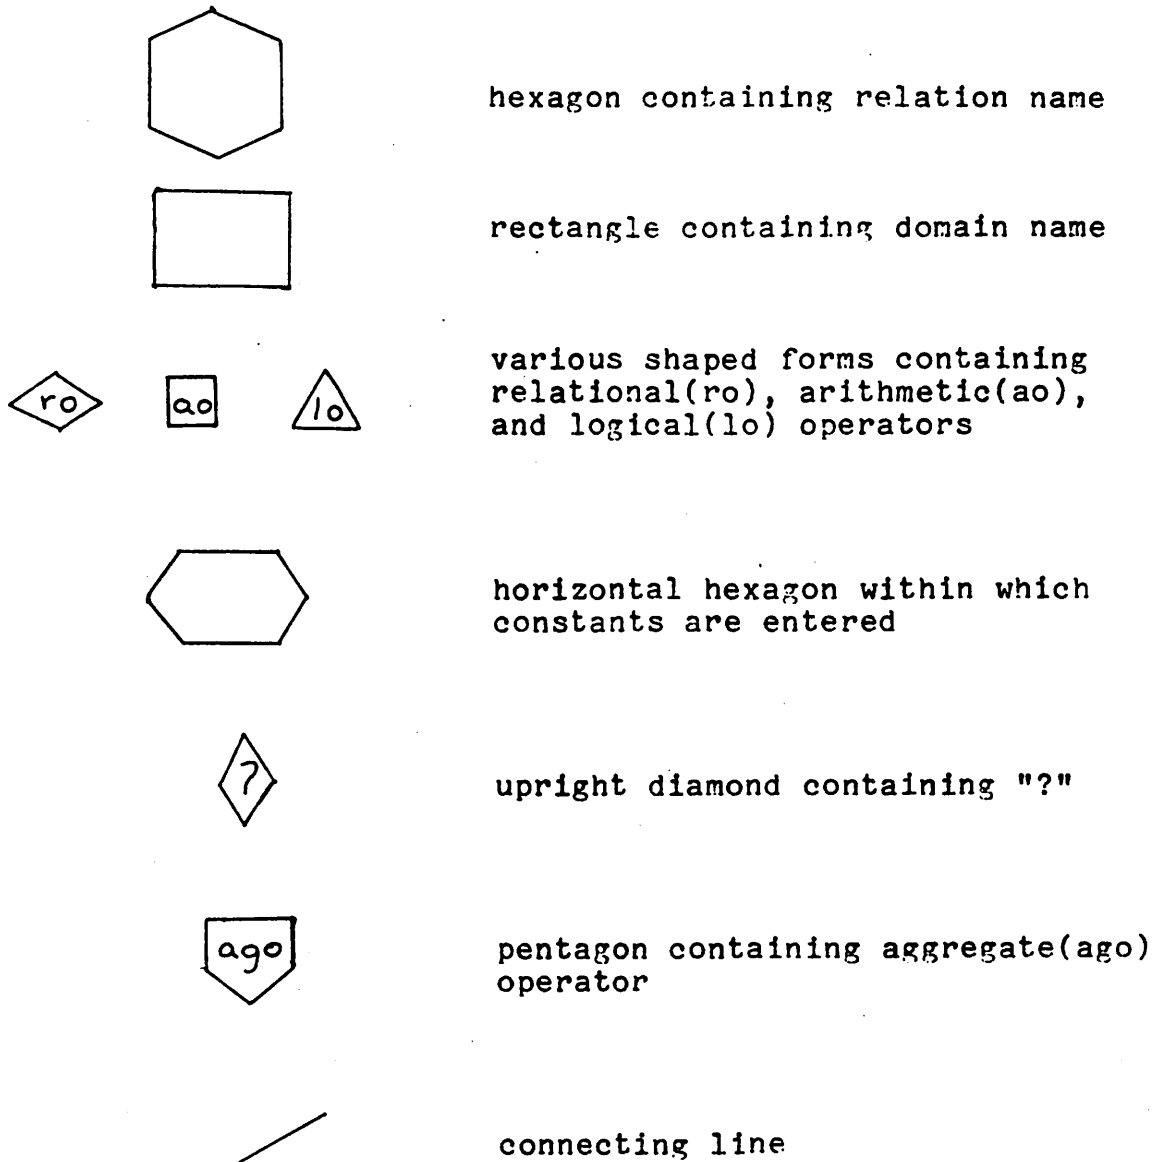 hexagon containing relation name
rectangle containing domain name
ro ao lo various shaped forms containing
relational(ro), arithmetic(ao),
and logical(lo) operators
horizontal hexagon within which
constants are entered
? upright diamond containing "?"
ago pentagon containing aggregate(ago)
operator
connecting line